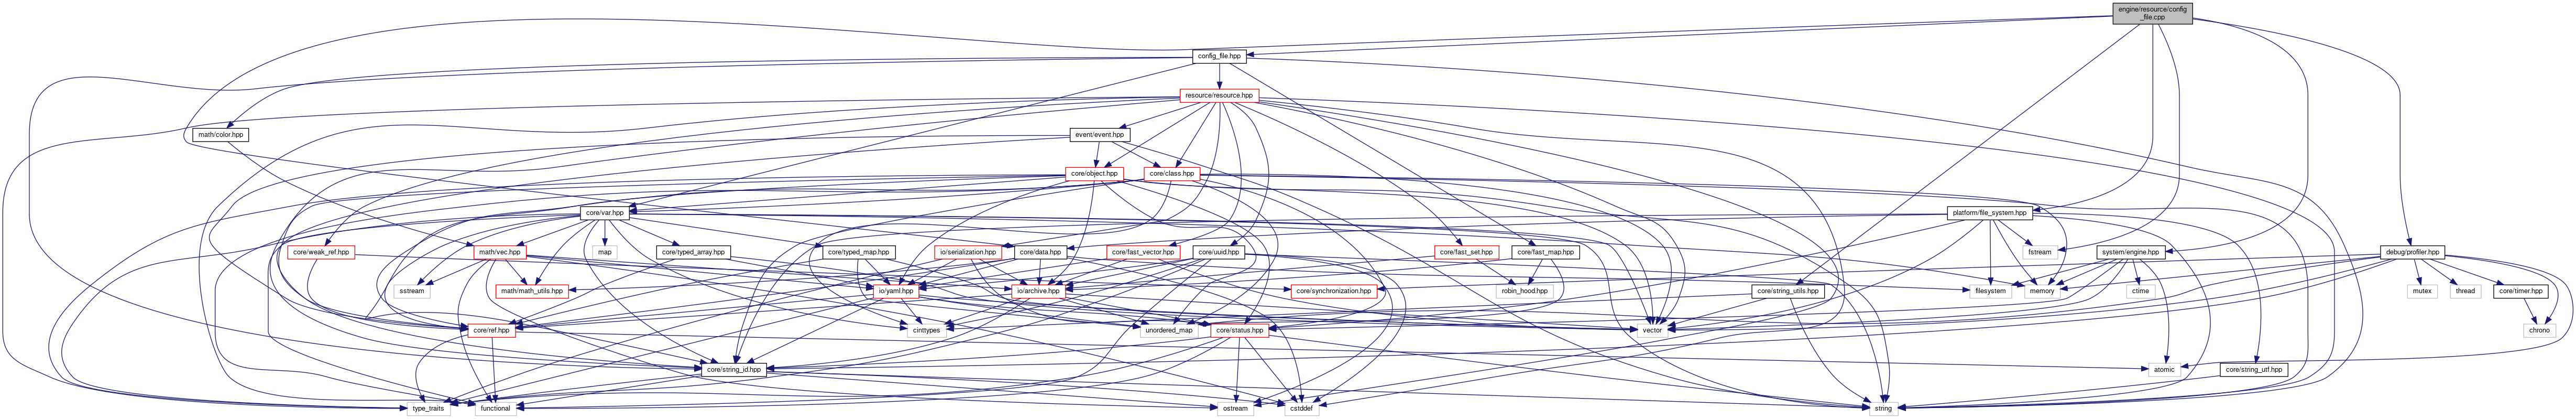 engine/resource/config
_file.cpp
config_file.hpp
resource/resource.hpp
math/color.hpp
event/event.hpp
core/object.hpp
core/class.hpp
core/var.hpp
platform/file_system.hpp
core/weak_ref.hpp
math/vec.hpp
map
core/typed_array.hpp
core/typed_map.hpp
io/serialization.hpp
core/data.hpp
core/fast_vector.hpp
core/uuid.hpp
core/fast_set.hpp
core/fast_map.hpp
fstream
system/engine.hpp
debug/profiler.hpp
sstream
math/math_utils.hpp
io/yaml.hpp
io/archive.hpp
core/synchronization.hpp
robin_hood.hpp
core/string_utils.hpp
filesystem
memory
ctime
mutex
thread
core/timer.hpp
core/ref.hpp
cinttypes
unordered_map
core/status.hpp
vector
chrono
core/string_id.hpp
atomic
core/string_utf.hpp
type_traits
functional
ostream
cstddef
string